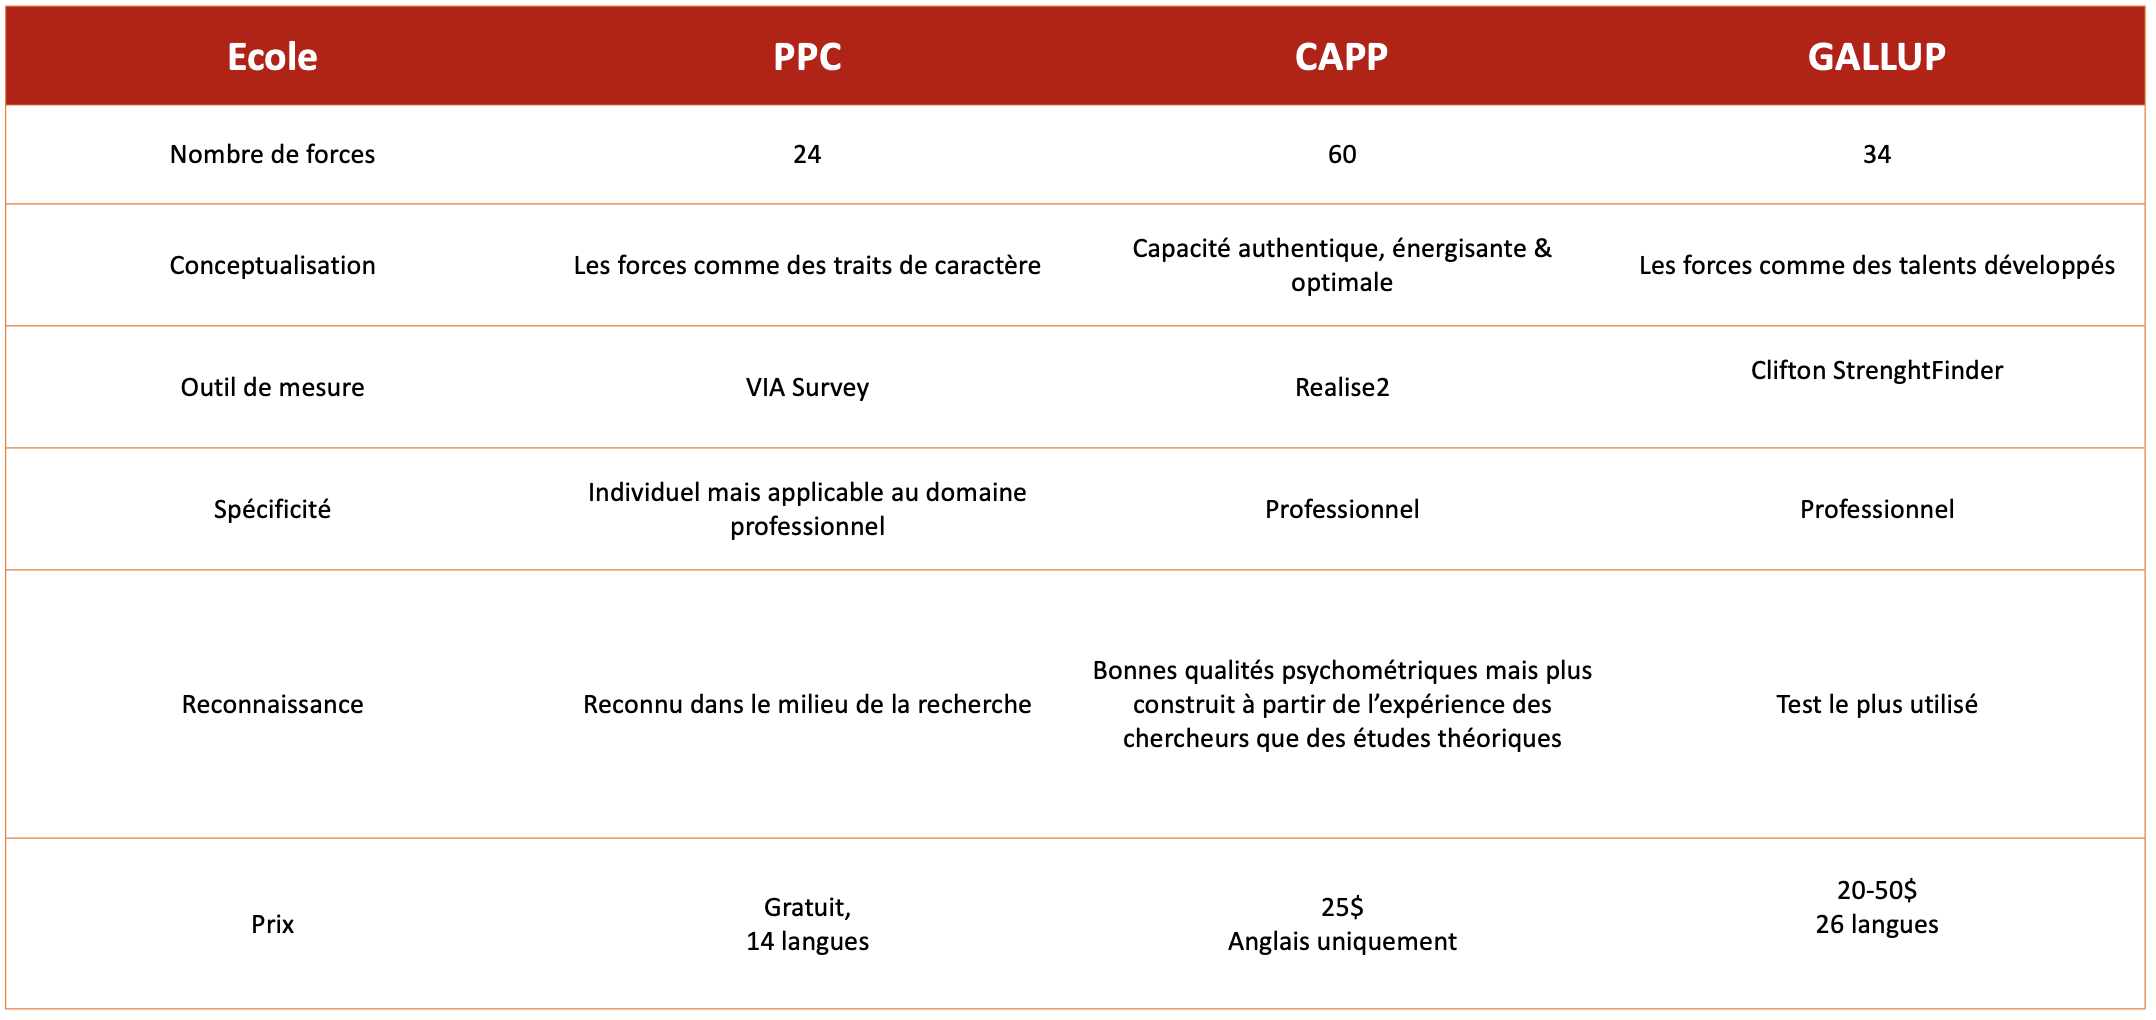 Ecole PPC CAPP GALLUP
Nombre de forces 24 60 34
Conceptualisation Les forces comme des traits de caractère Capacité authentique, énergisante &
optimale Les forces comme des talents développés
Outil de mesure VIA Survey Realise2 Clifton StrenghtFinder
Spécificité Individuel mais applicable au domaine
professionnel Professionnel Professionnel
Reconnaissance Reconnu dans le milieu de la recherche Bonnes qualités psychométriques mais plus
construit à partir de l’expérience des
chercheurs que des études théoriques Test le plus utilisé
Prix Gratuit,
14 langues 25$
Anglais uniquement 20-50$
26 langues